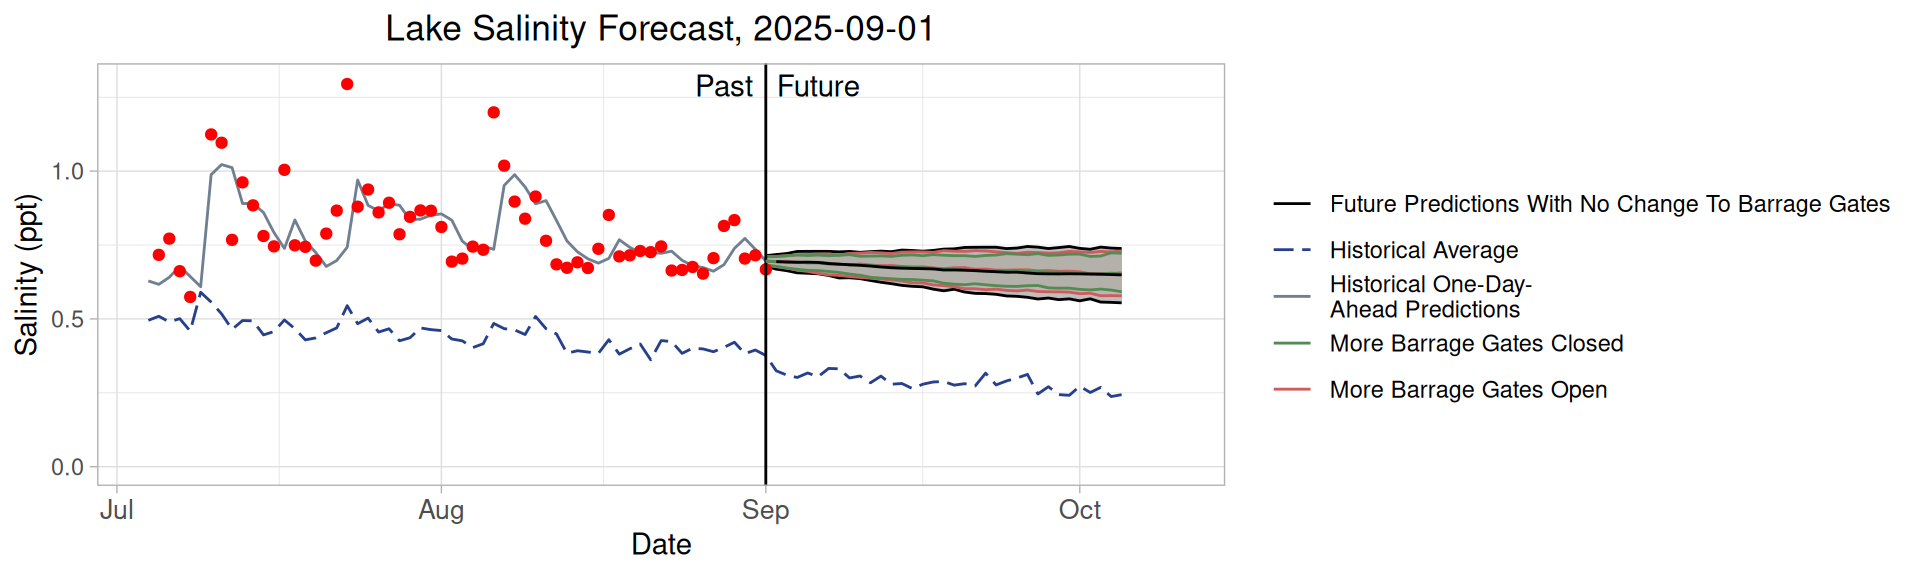 Lake Salinity Forecast, 2025-09-01
Past
Future
Salinity (ppt)
1.0
0.5
0.0
Jul
Aug
Sep
Oct
Date
Future Predictions With No Change To Barrage Gates
Historical Average
Historical One-Day-
Ahead Predictions
More Barrage Gates Closed
More Barrage Gates Open